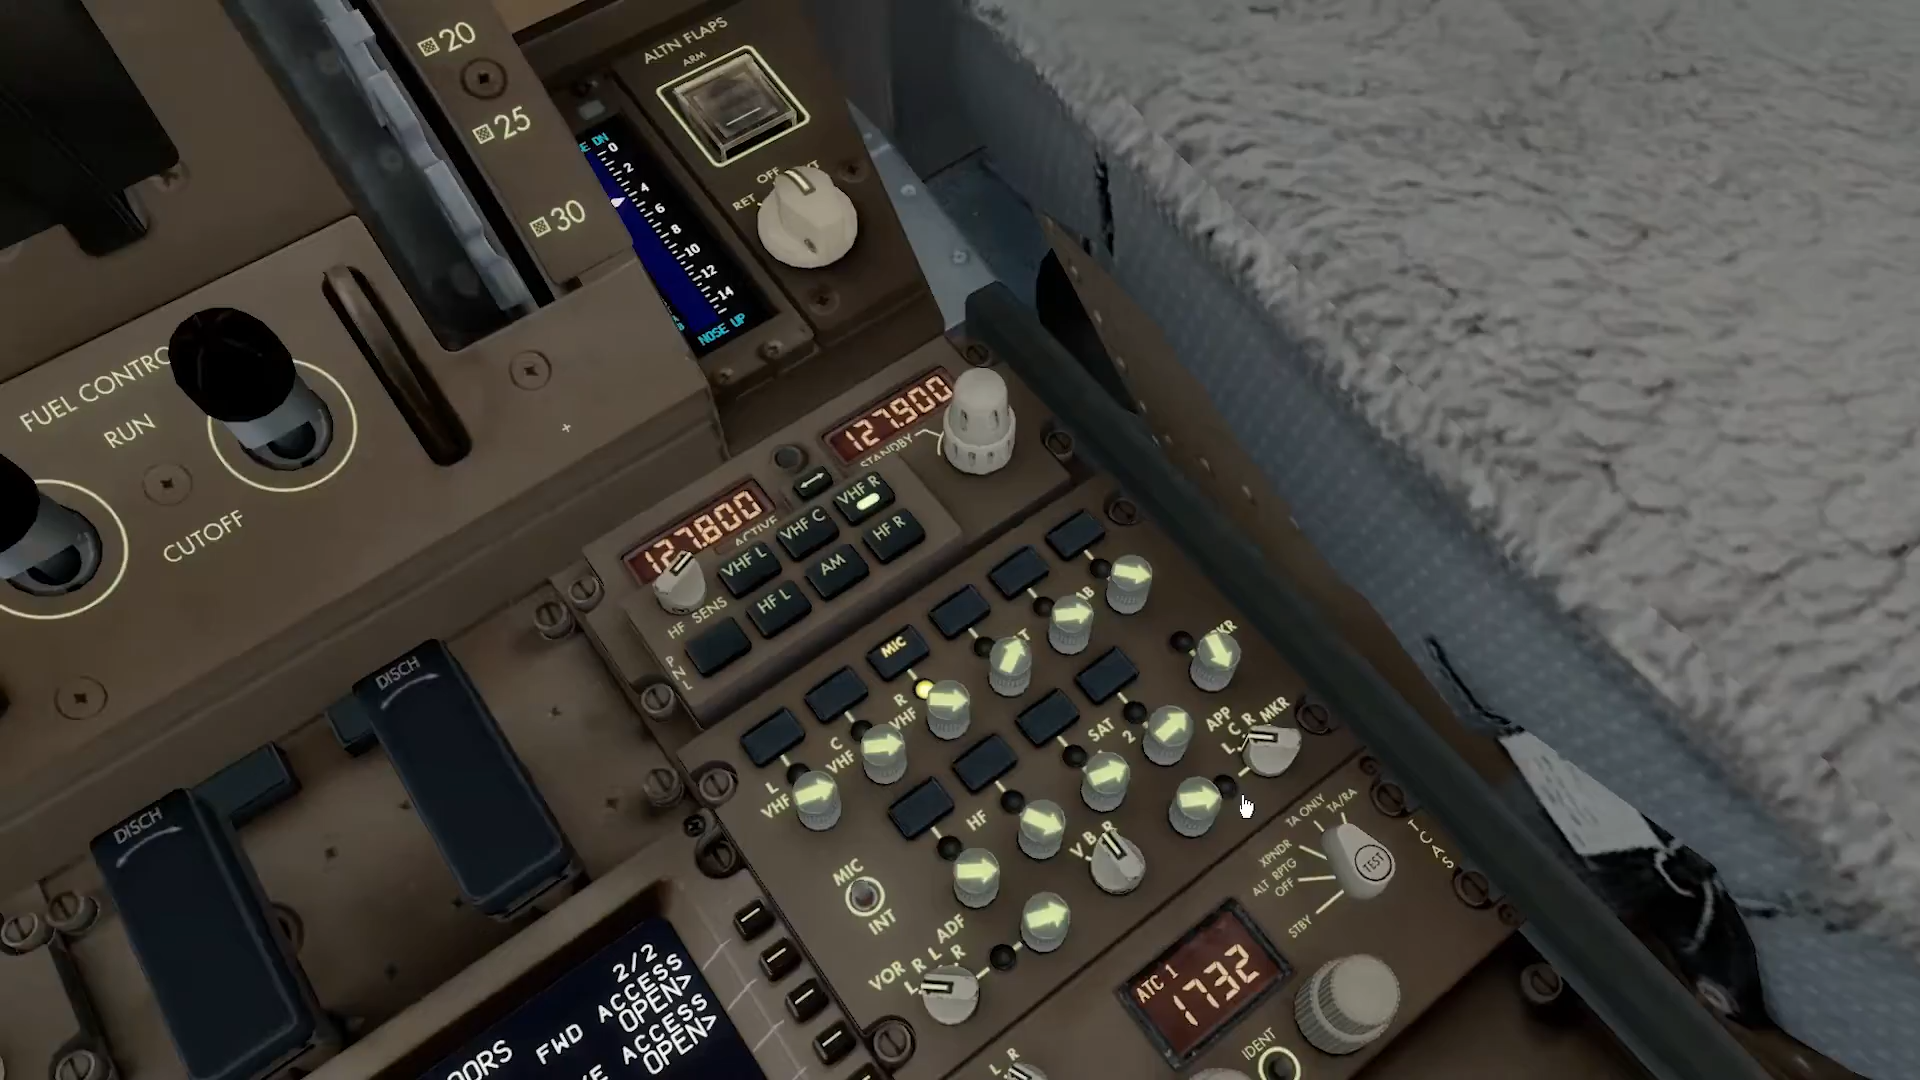 20
25
30
ALTN FLAPS
ARM
OFF
RET
0
2
4
6
8
10
12
14
NOSE UP
FUEL CONTRO
RUN
CUTOFF
127.900
STANDBY
127.800
ACTIVE
VHF L
VHF C
VHF R
HF L
AM
HF R
HF SENS
PNL
DISCH
DISCH
MIC
L VHF
C VHF
R VHF
HF
SAT
2
APP
L C R MKR
V B R
MIC
INT
VOR
L R
ADF
L R
TA ONLY
TA/RA
XPNDR
ALT RPTG
OFF
STBY
TEST
TCAS
ATC 1
1732
IDENT
L R
2/2
FWD ACCESS
OPEN>
ACCESS
OPEN>